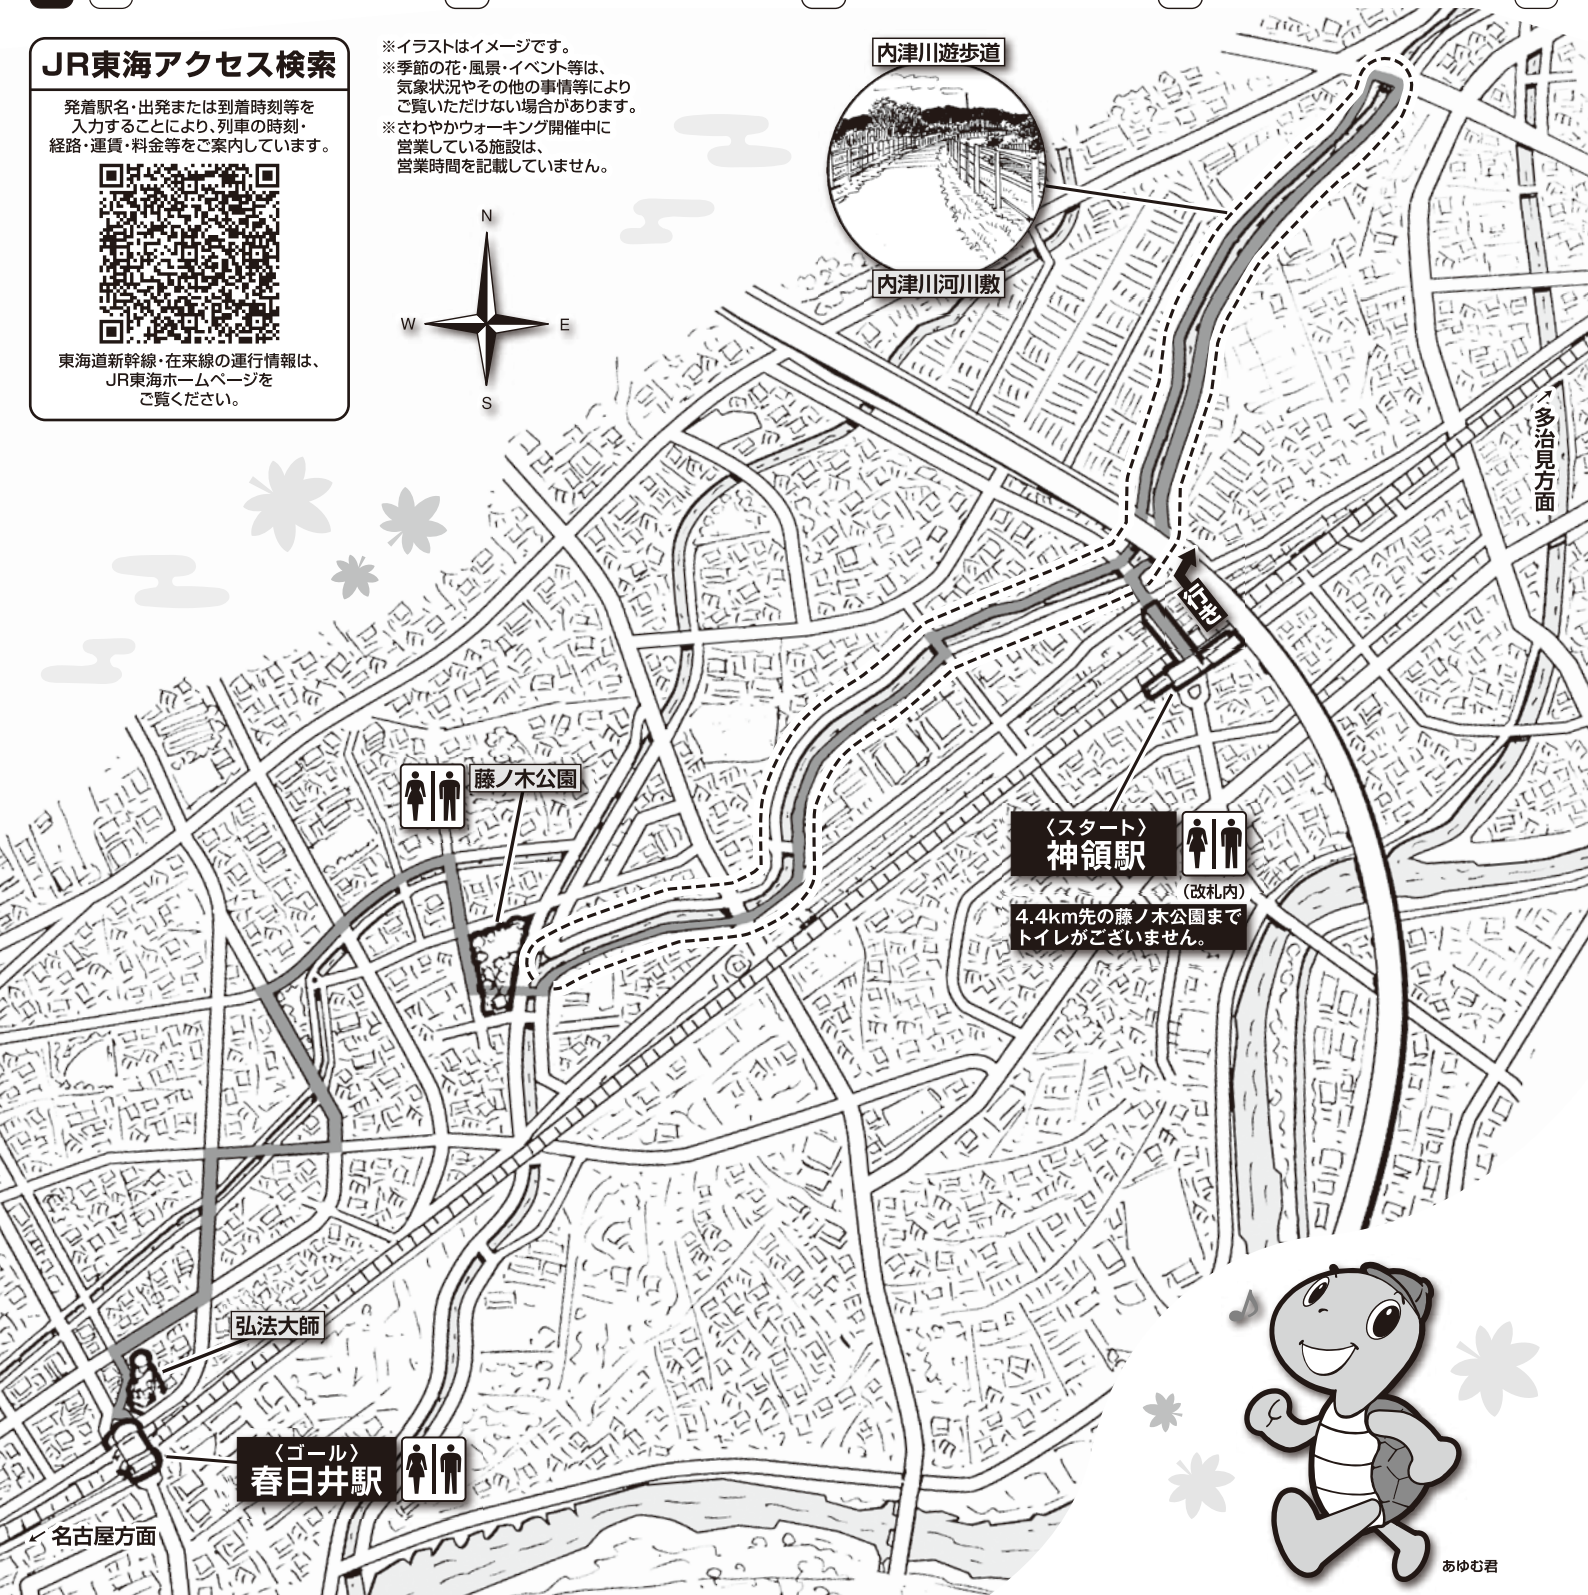 JR東海アクセス検索
発着駅名・出発または到着時刻等を
入力することにより、列車の時刻・
経路・運賃・料金等をご案内しています。
東海道新幹線・在来線の運行情報は、
JR東海ホームページを
ご覧ください。
※イラストはイメージです。
※季節の花・風景・イベント等は、
気象状況やその他の事情等により
ご覧いただけない場合があります。
※さわやかウォーキング開催中に
営業している施設は、
営業時間を記載していません。
N
W
E
S
内津川遊歩道
内津川河川敷
↗多治見方面
行き
藤ノ木公園
〈スタート〉
神領駅
(改札内)
4.4km先の藤ノ木公園まで
トイレがございません。
弘法大師
〈ゴール〉
春日井駅
↙ 名古屋方面
あゆむ君